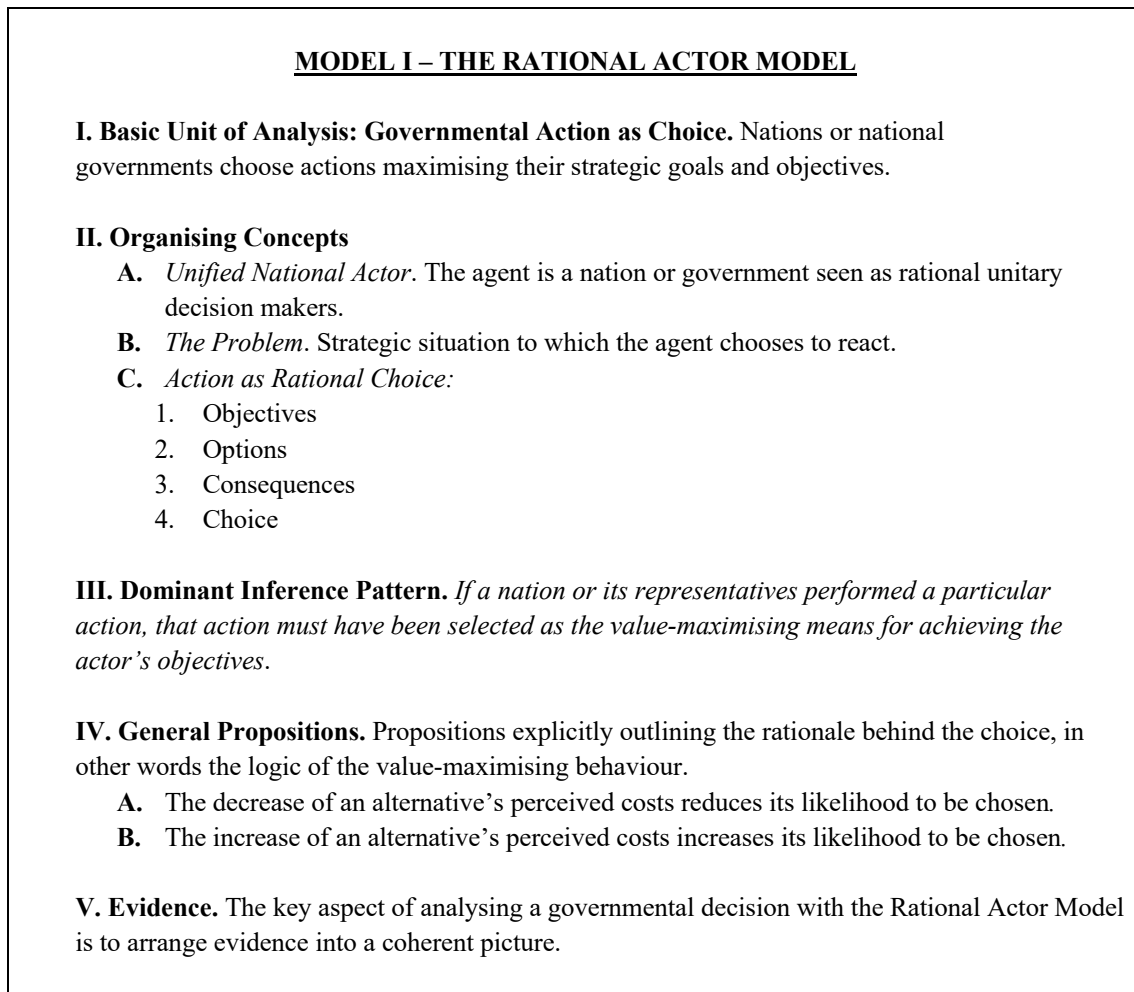 MODEL I – THE RATIONAL ACTOR MODEL
I. Basic Unit of Analysis: Governmental Action as Choice. Nations or national
governments choose actions maximising their strategic goals and objectives.
II. Organising Concepts
A. Unified National Actor. The agent is a nation or government seen as rational unitary
decision makers.
B. The Problem. Strategic situation to which the agent chooses to react.
C. Action as Rational Choice:
1. Objectives
2. Options
3. Consequences
4. Choice
III. Dominant Inference Pattern. If a nation or its representatives performed a particular
action, that action must have been selected as the value-maximising means for achieving the
actor’s objectives.
IV. General Propositions. Propositions explicitly outlining the rationale behind the choice, in
other words the logic of the value-maximising behaviour.
A. The decrease of an alternative’s perceived costs reduces its likelihood to be chosen.
B. The increase of an alternative’s perceived costs increases its likelihood to be chosen.
V. Evidence. The key aspect of analysing a governmental decision with the Rational Actor Model
is to arrange evidence into a coherent picture.